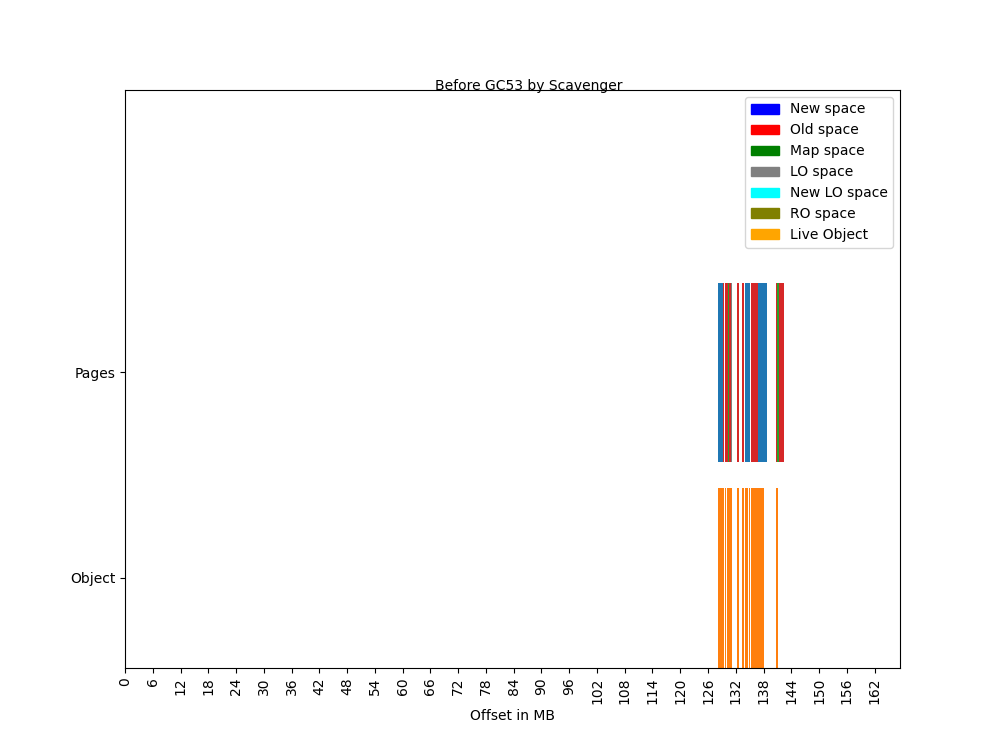 Before GC53 by Scavenger
New space
Old space
Map space
LO space
New LO space
RO space
Live Object
Pages
Object
0 6 12 18 24 30 36 42 48 54 60 66 72 78 84 90 96 102 108 114 120 126 132 138 144 150 156 162
Offset in MB